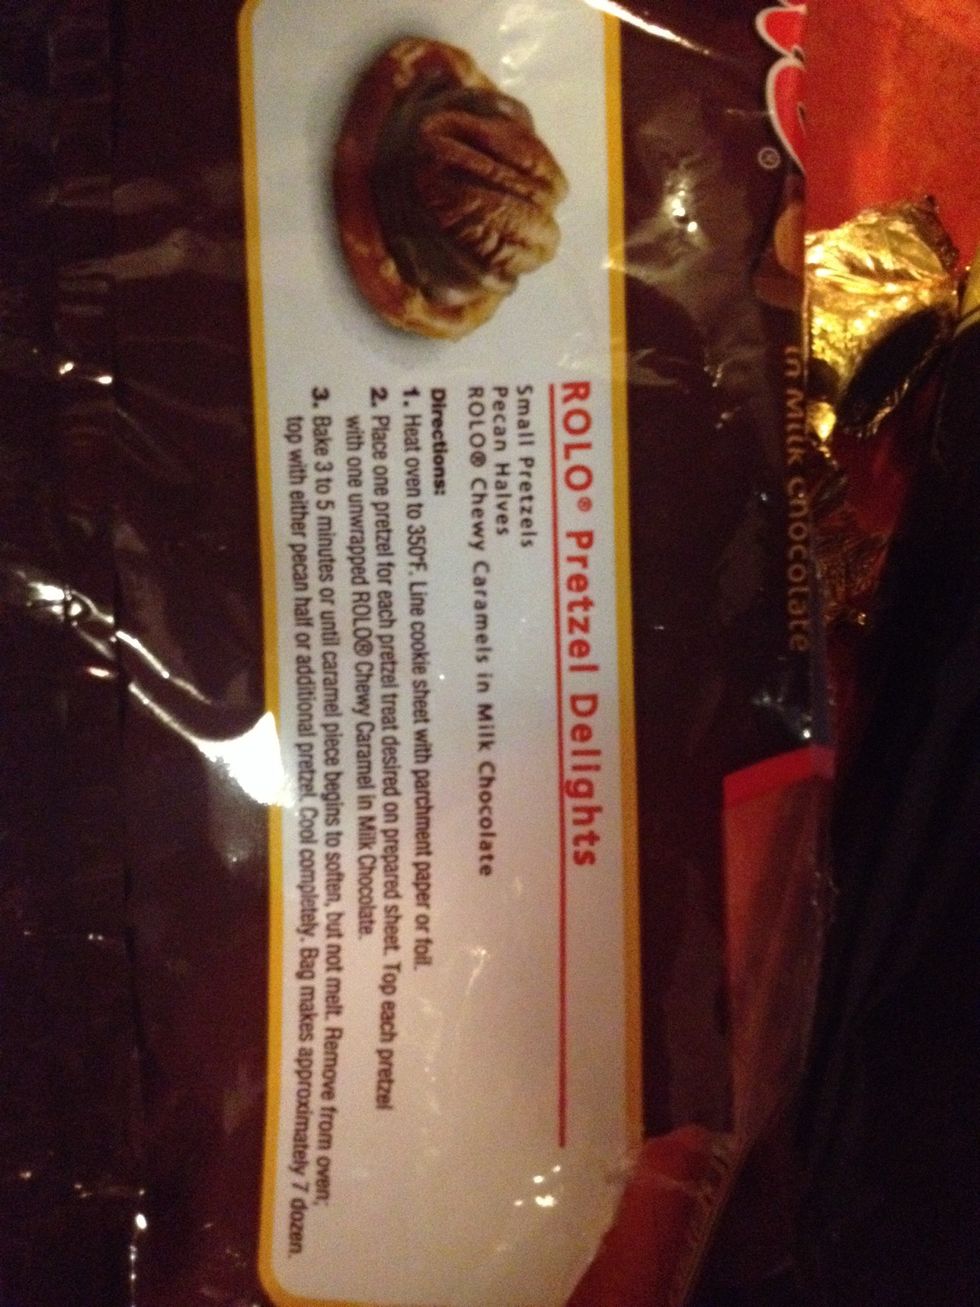 ®
in Milk Chocolate
ROLO® Pretzel Delights
Small Pretzels
Pecan Halves
ROLO® Chewy Caramels in Milk Chocolate
Directions:
1. Heat oven to 350°F. Line cookie sheet with parchment paper or foil.
2. Place one pretzel for each pretzel treat desired on prepared sheet. Top each pretzel
with one unwrapped ROLO® Chewy Caramel in Milk Chocolate.
3. Bake 3 to 5 minutes or until caramel piece begins to soften, but not melt. Remove from oven;
top with either pecan half or additional pretzel. Cool completely. Bag makes approximately 7 dozen.